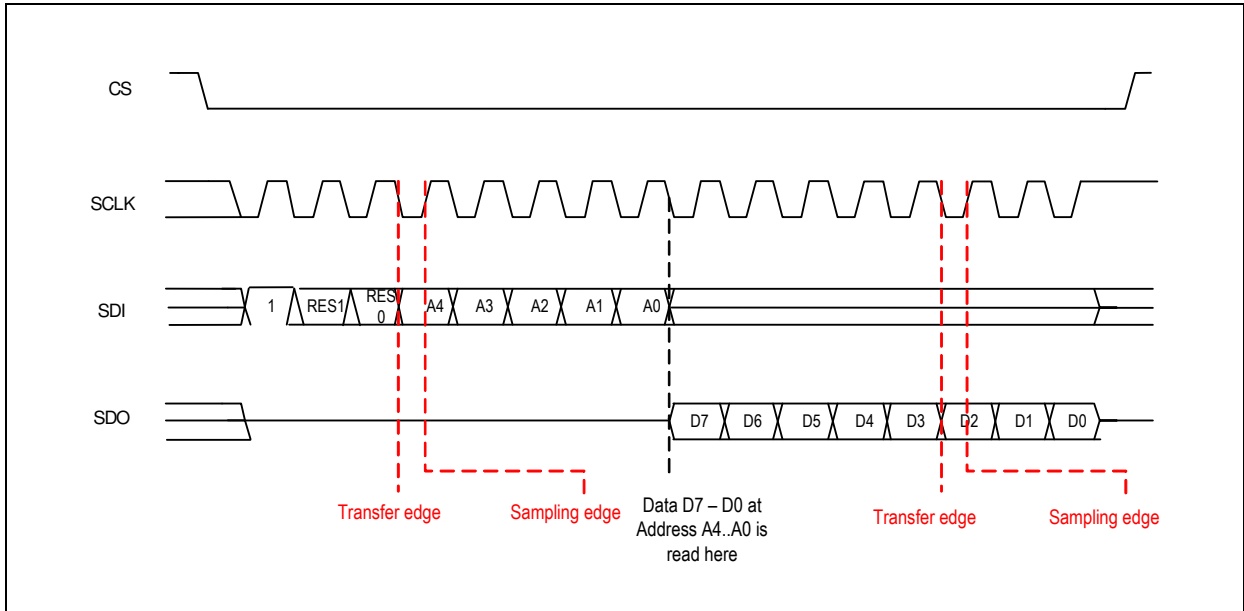 CS
SCLK
SDI
1
RES1
RES
0
A4
A3
A2
A1
A0
SDO
D7
D6
D5
D4
D3
D2
D1
D0
Transfer edge
Sampling edge
Data D7 – D0 at
Address A4..A0 is
read here
Transfer edge
Sampling edge